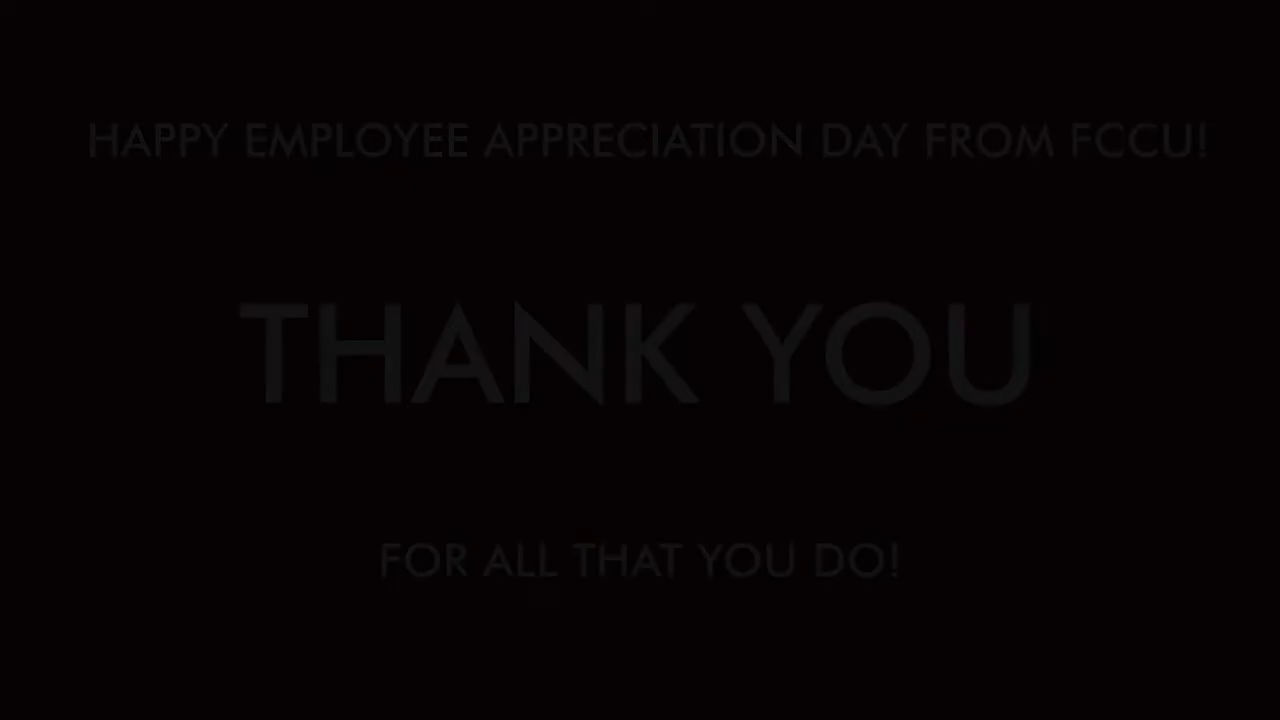 HAPPY EMPLOYEE APPRECIATION DAY FROM FCCU!
THANK YOU
FOR ALL THAT YOU DO!